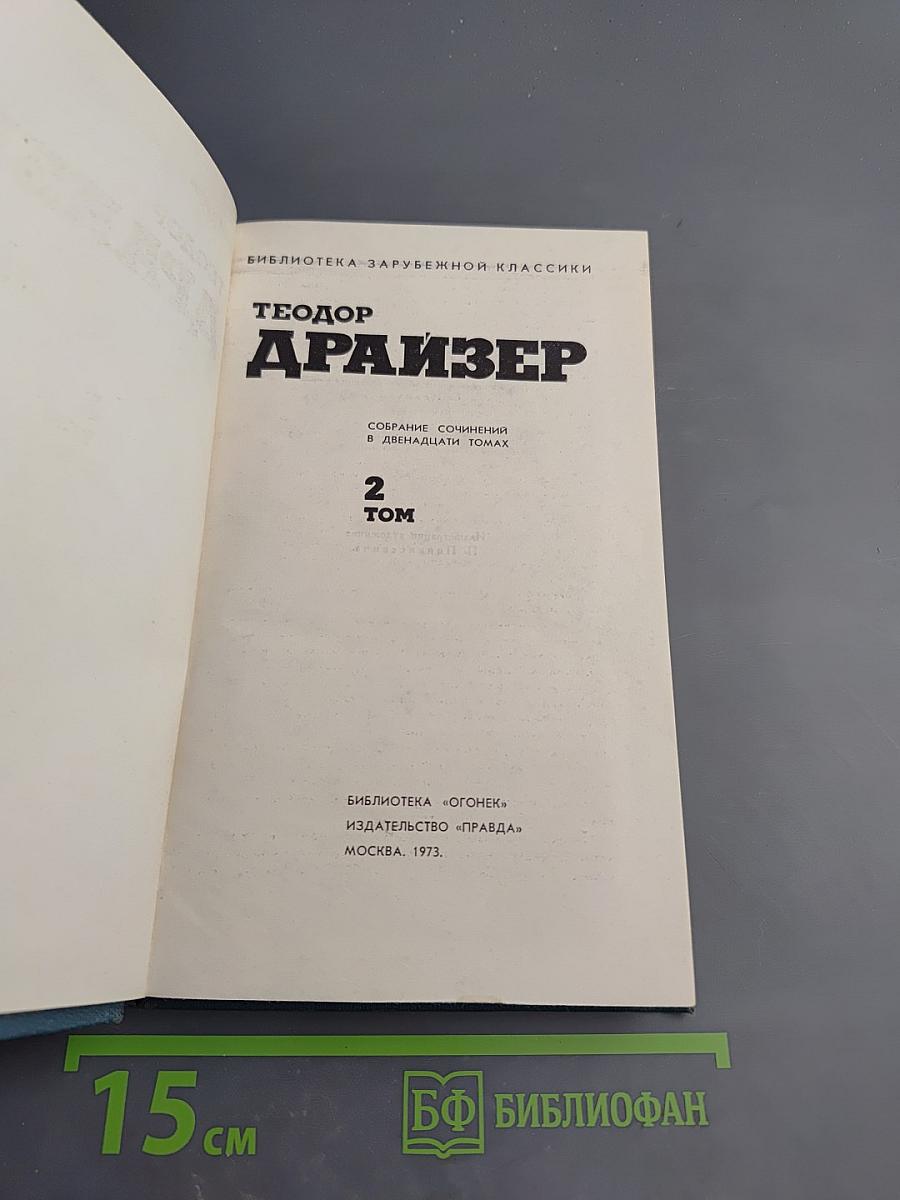 БИБЛИОТЕКА ЗАРУБЕЖНОЙ КЛАССИКИ
ТЕОДОР
ДРАЙЗЕР
СОБРАНИЕ СОЧИНЕНИЙ
В ДВЕНАДЦАТИ ТОМАХ
2
ТОМ
БИБЛИОТЕКА «ОГОНЕК»
ИЗДАТЕЛЬСТВО «ПРАВДА»
МОСКВА. 1973.
15 см
БФ БИБЛИОФАН